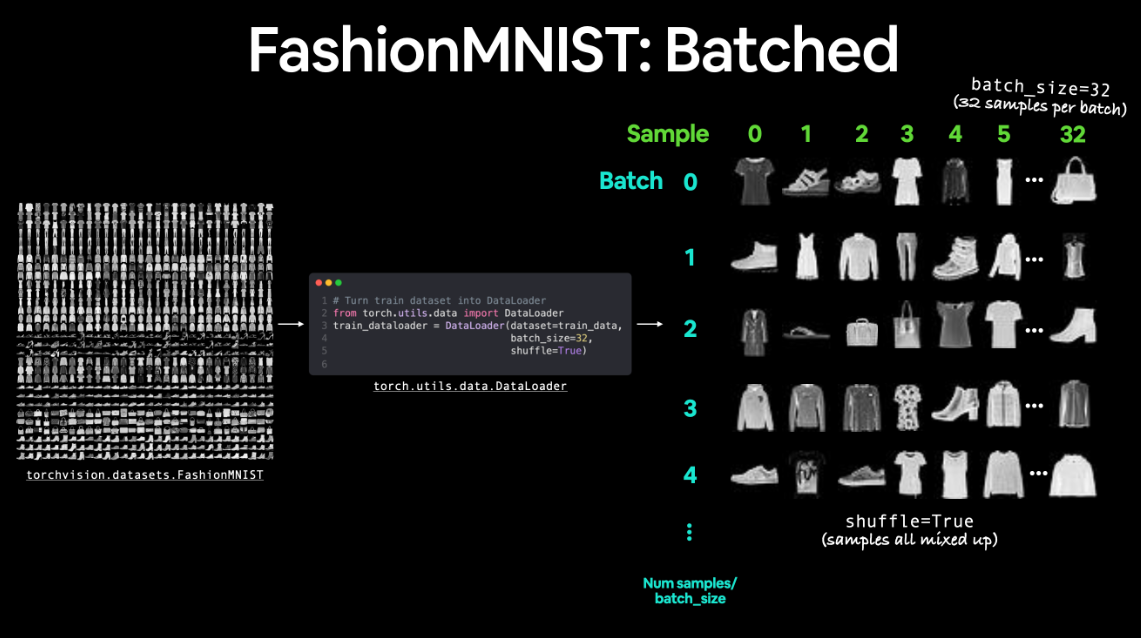 FashionMNIST: Batched
batch_size=32
(32 samples per batch)
Sample 0 1 2 3 4 5 32
Batch 0
1
2
3
4
Num samples/
batch_size
1 # Turn train dataset into DataLoader
2 from torch.utils.data import DataLoader
3 train_dataloader = DataLoader(dataset=train_data,
4 batch_size=32,
5 shuffle=True)
6
torch.utils.data.DataLoader
torchvision.datasets.FashionMNIST
shuffle=True
(samples all mixed up)